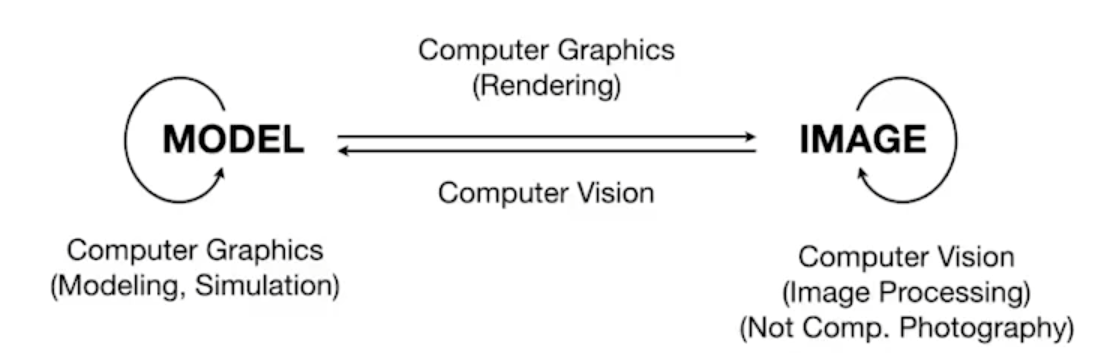 Computer Graphics
(Rendering)
MODEL
IMAGE
Computer Vision
Computer Graphics
(Modeling, Simulation)
Computer Vision
(Image Processing)
(Not Comp. Photography)